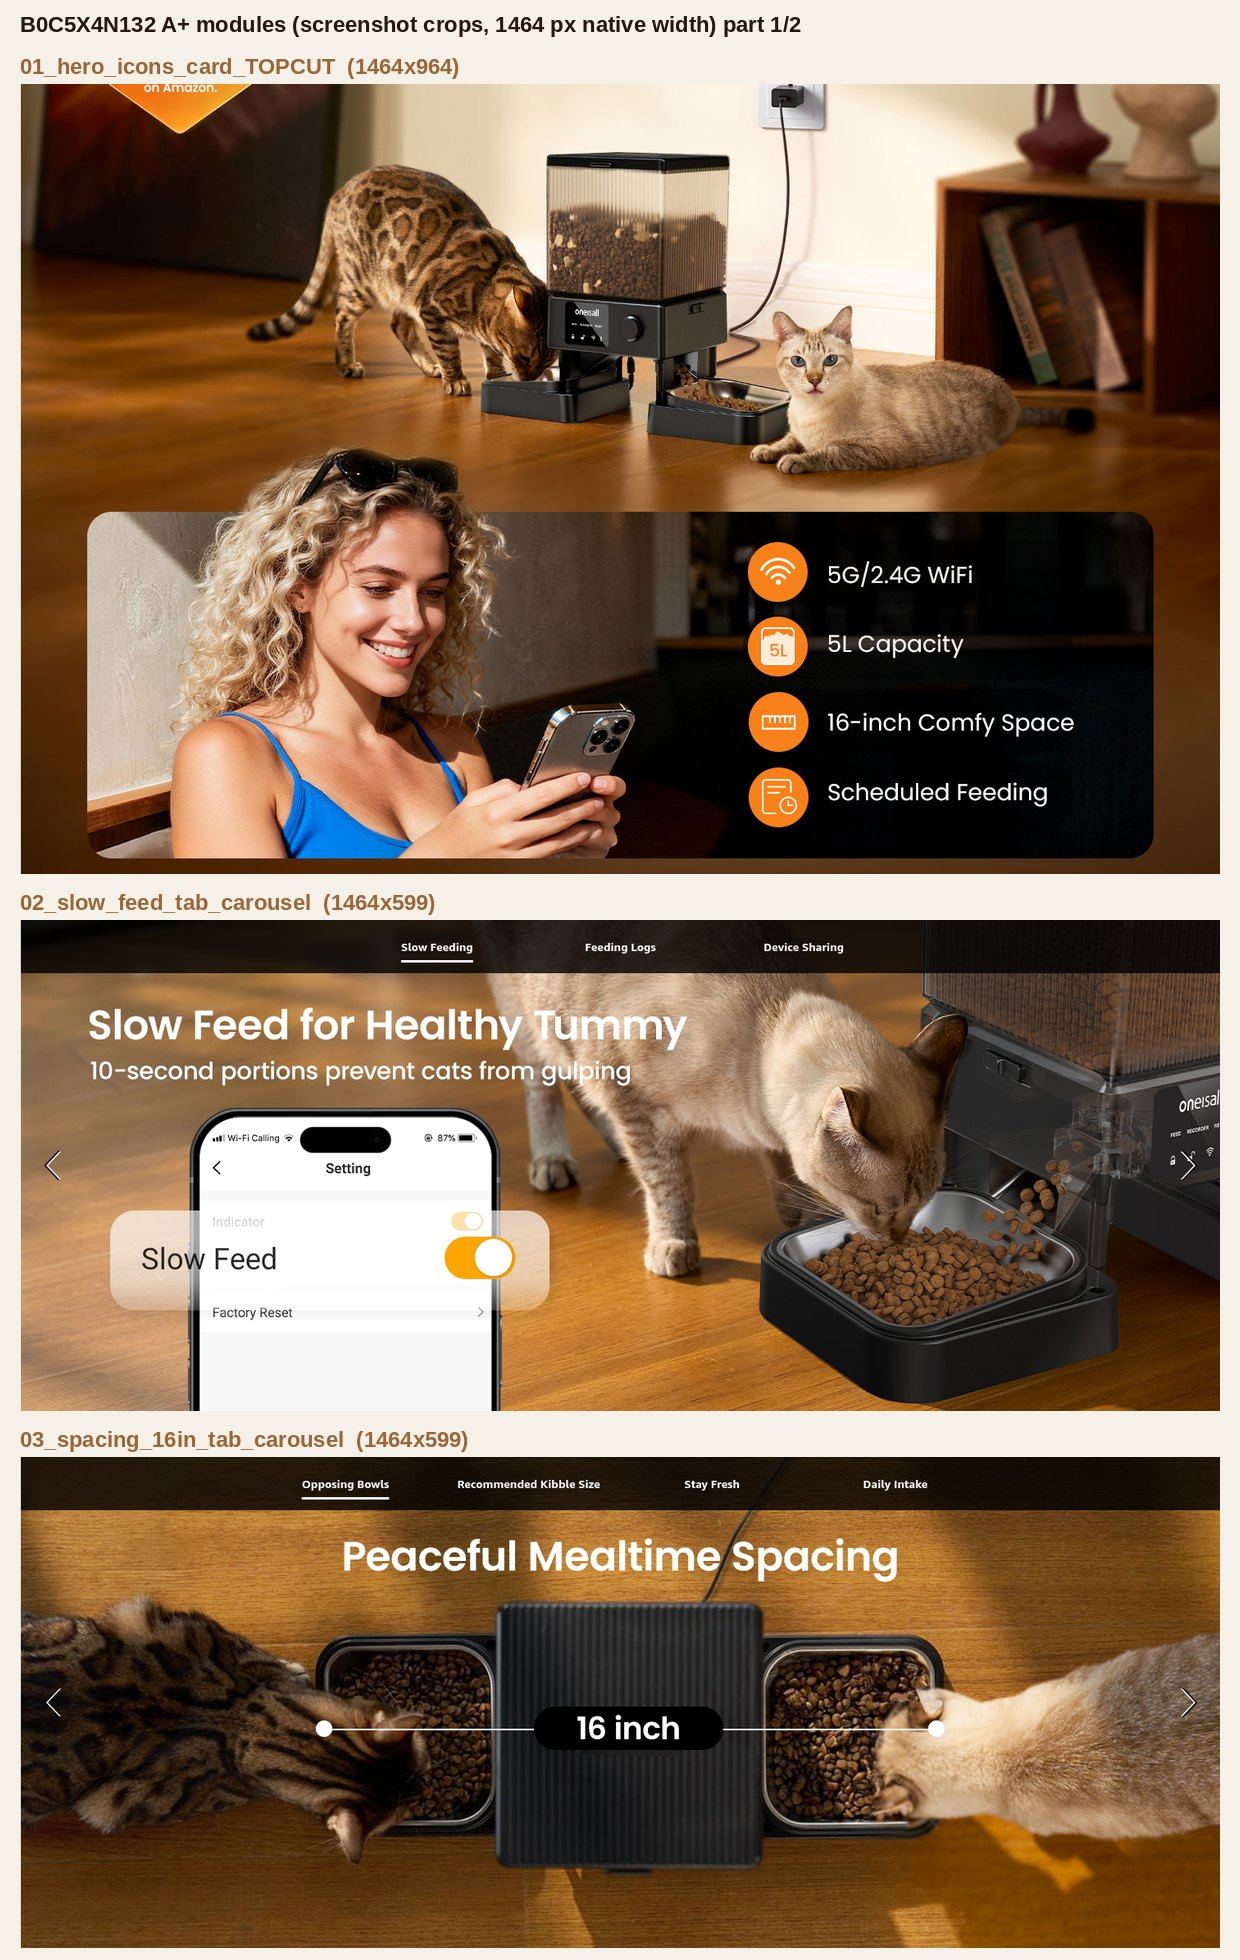 B0C5X4N132 A+ modules (screenshot crops, 1464 px native width) part 1/2
01_hero_icons_card_TOPCUT (1464x964)
on Amazon.
oneisall
5G/2.4G WiFi
5L
5L Capacity
16-inch Comfy Space
Scheduled Feeding
02_slow_feed_tab_carousel (1464x599)
Slow Feeding
Feeding Logs
Device Sharing
Slow Feed for Healthy Tummy
10-second portions prevent cats from gulping
Wi-Fi Calling
87%
Setting
Indicator
Slow Feed
Factory Reset
oneisal
FEED RECORDER
03_spacing_16in_tab_carousel (1464x599)
Opposing Bowls
Recommended Kibble Size
Stay Fresh
Daily Intake
Peaceful Mealtime Spacing
16 inch